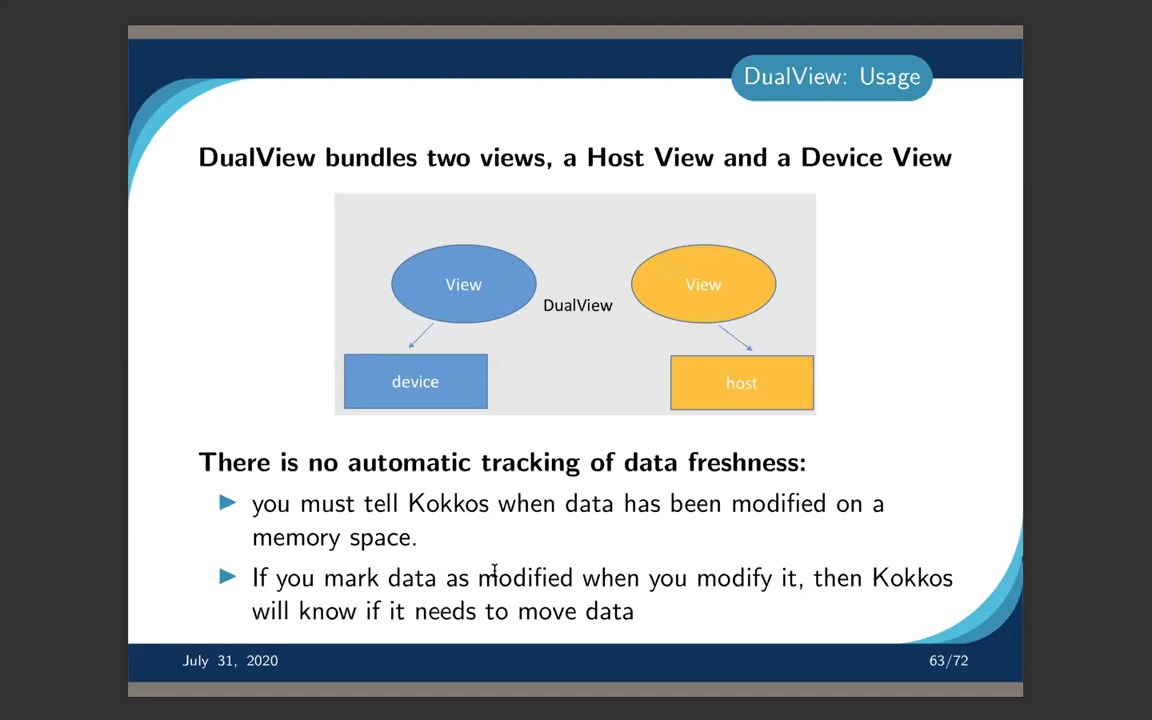 DualView: Usage
DualView bundles two views, a Host View and a Device View
View
View
DualView
device
host
There is no automatic tracking of data freshness:
you must tell Kokkos when data has been modified on a
memory space.
If you mark data as modified when you modify it, then Kokkos
will know if it needs to move data
July 31, 2020
63/72